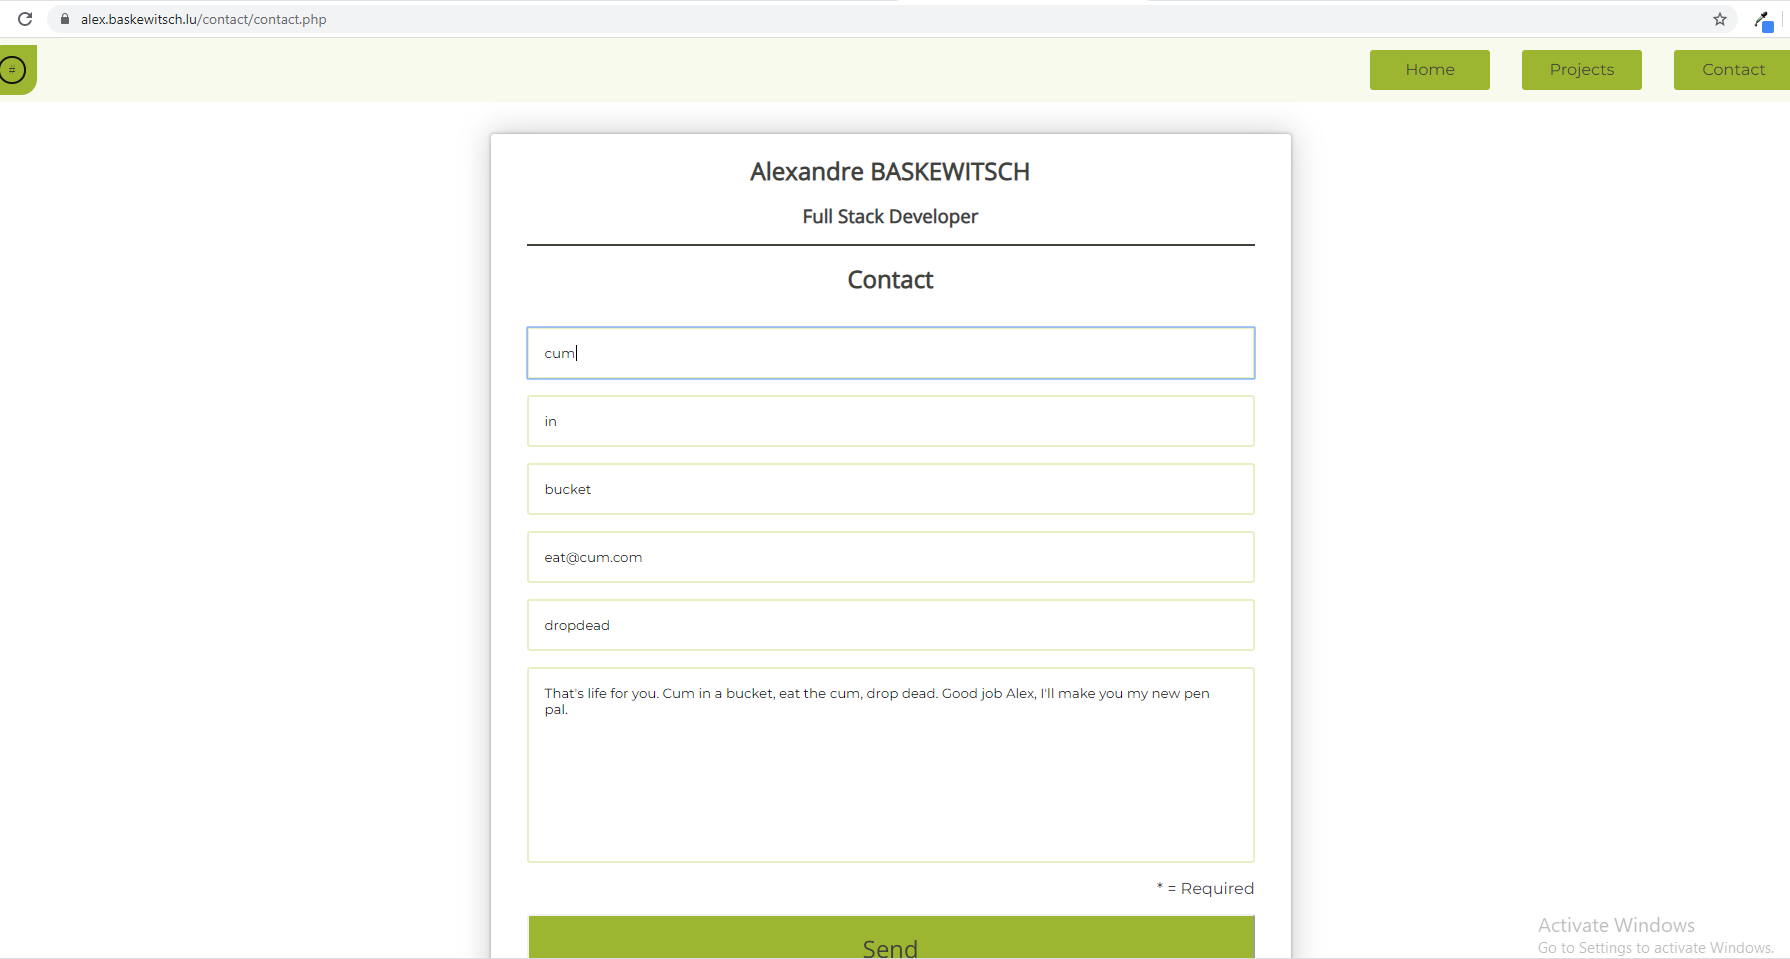 alex.baskewitsch.lu/contact/contact.php
#
Home
Projects
Contact
Alexandre BASKEWITSCH
Full Stack Developer
Contact
cum
in
bucket
eat@cum.com
dropdead
That's life for you. Cum in a bucket, eat the cum, drop dead. Good job Alex, I'll make you my new pen
pal.
* = Required
Send
Activate Windows
Go to Settings to activate Windows.